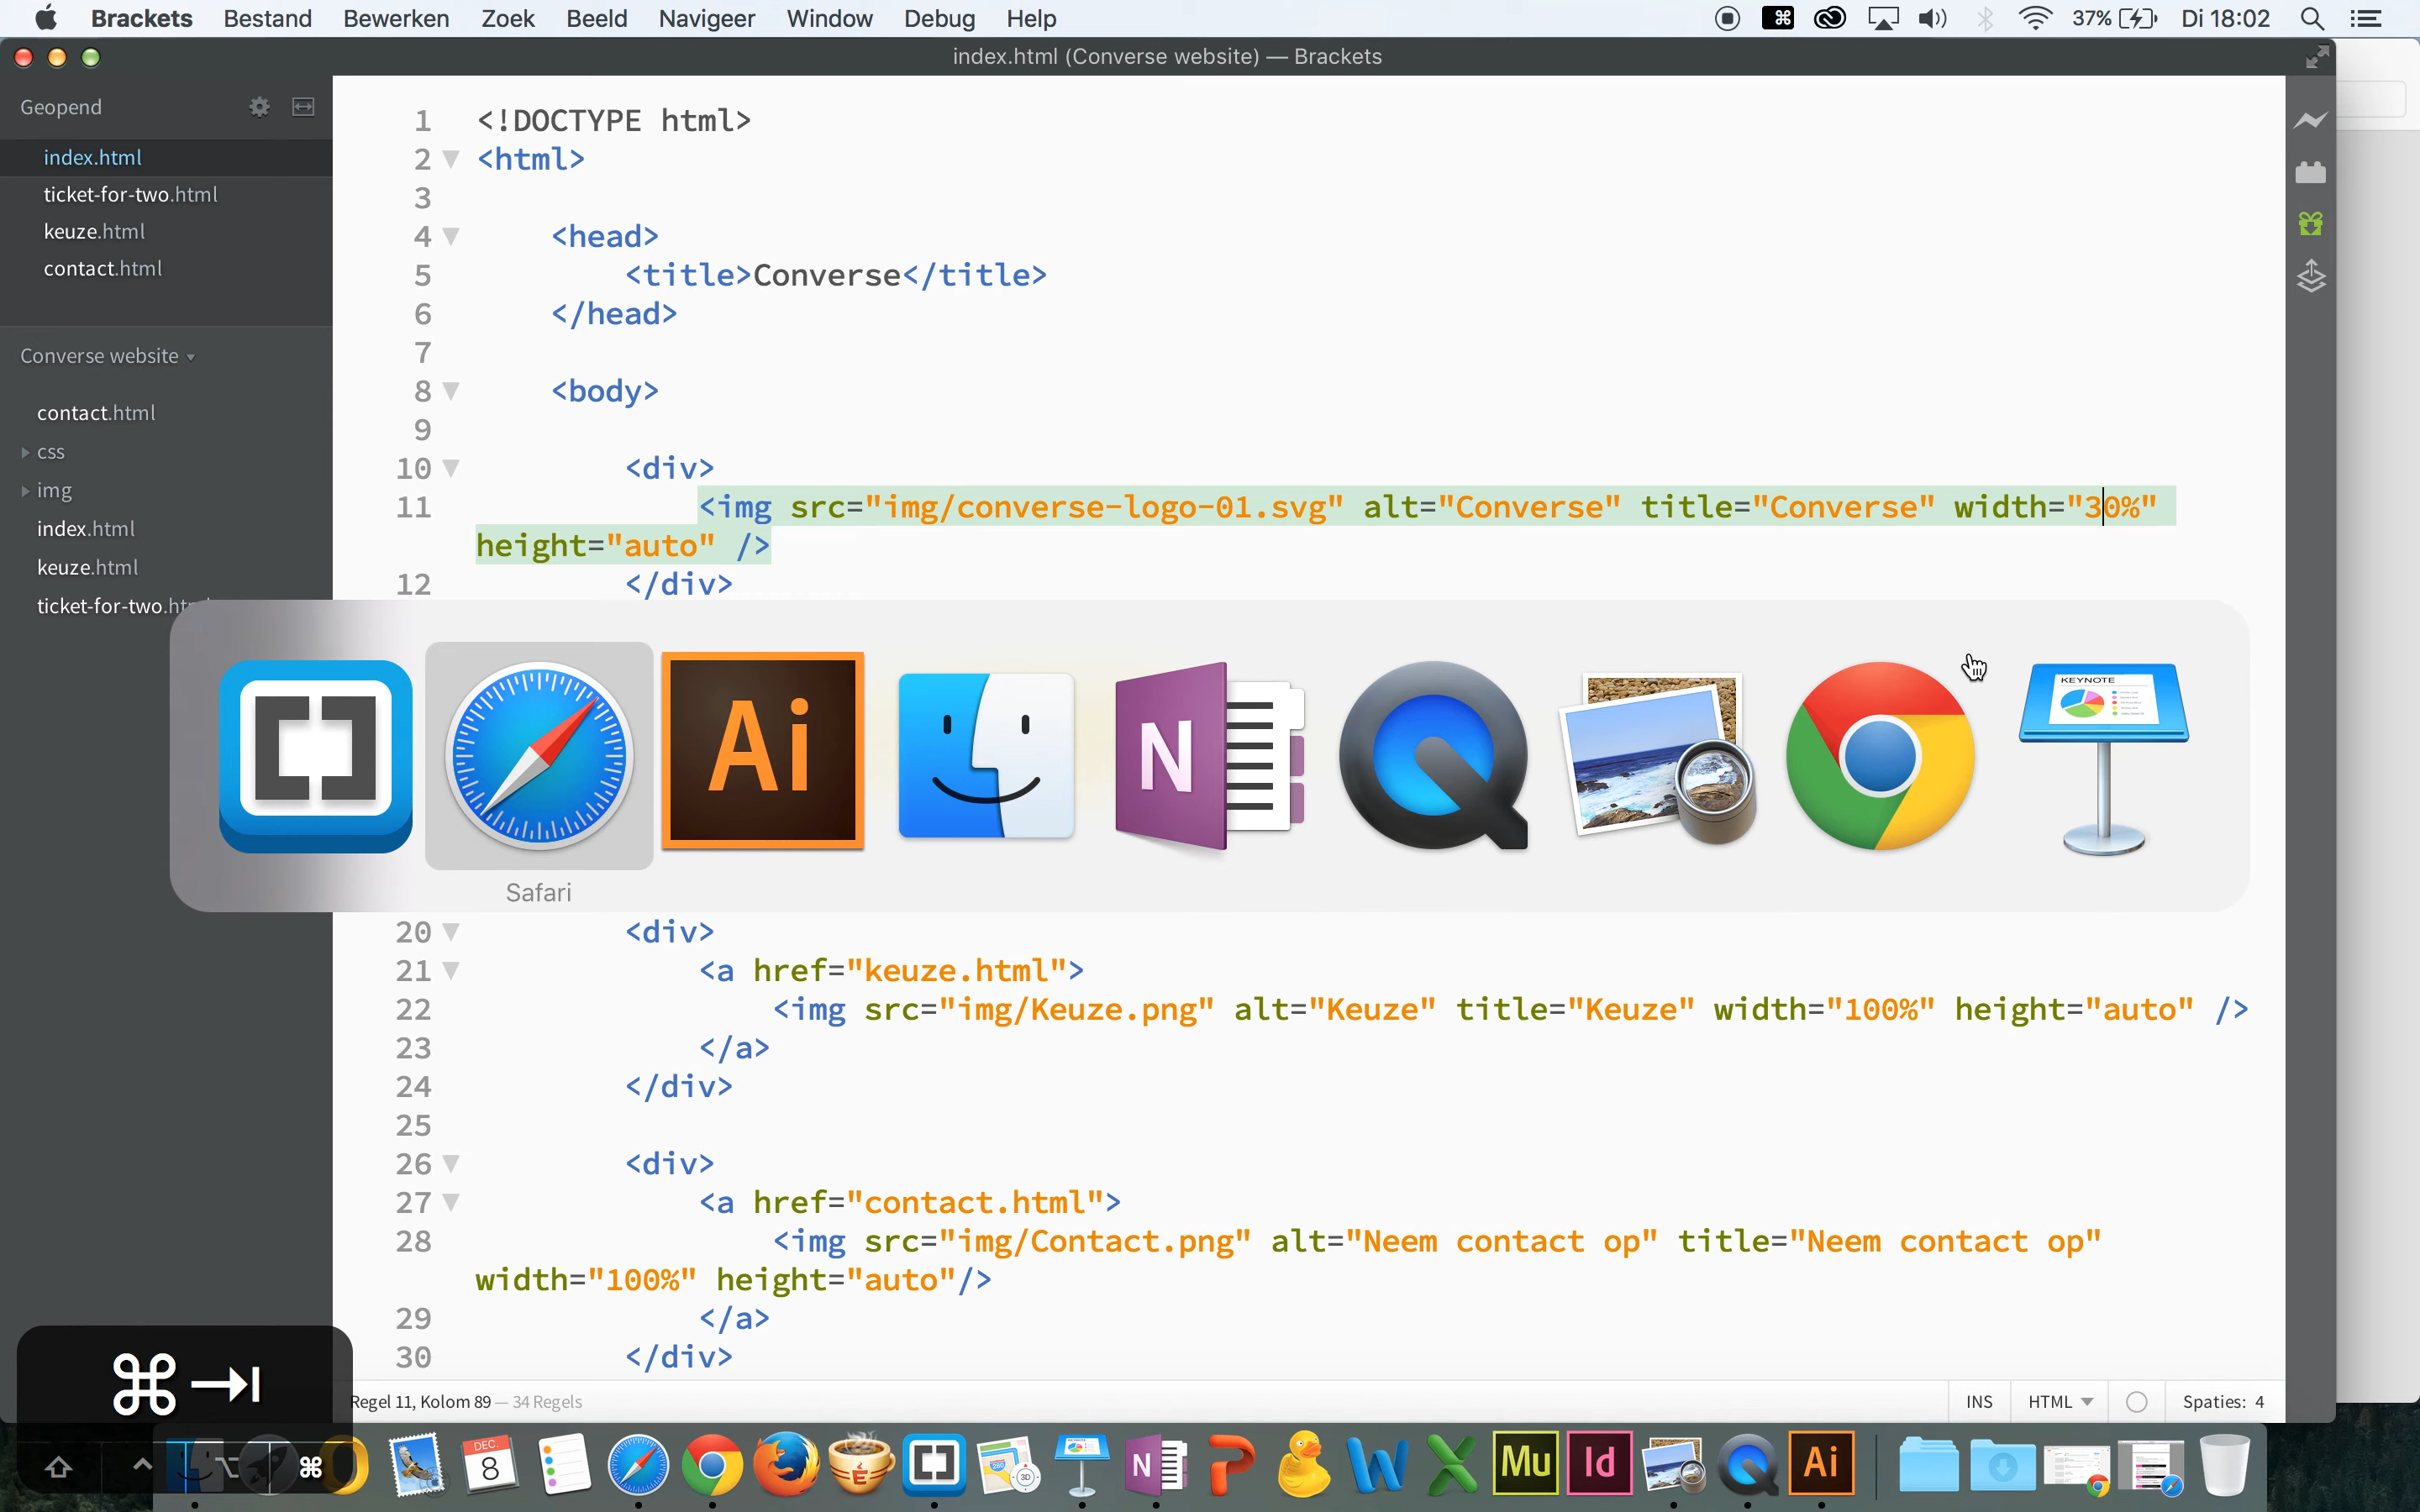 Brackets Bestand Bewerken Zoek Beeld Navigeer Window Debug Help 37% Di 18:02
index.html (Converse website) — Brackets
Geopend
index.html
ticket-for-two.html
keuze.html
contact.html
Converse website
contact.html
css
img
index.html
keuze.html
ticket-for-two.html
1 <!DOCTYPE html>
2 <html>
3
4 <head>
5 <title>Converse</title>
6 </head>
7
8 <body>
9
10 <div>
11 <img src="img/converse-logo-01.svg" alt="Converse" title="Converse" width="30%"
height="auto" />
12 </div>
Ai
N
KEYNOTE
Safari
20 <div>
21 <a href="keuze.html">
22 <img src="img/Keuze.png" alt="Keuze" title="Keuze" width="100%" height="auto" />
23 </a>
24 </div>
25
26 <div>
27 <a href="contact.html">
28 <img src="img/Contact.png" alt="Neem contact op" title="Neem contact op"
width="100%" height="auto"/>
29 </a>
30 </div>
⌘ ⇥
Regel 11, Kolom 89 — 34 Regels INS HTML Spaties: 4
⌘
DEC.
8
E
3D
N
P
W
X
Mu
Id
Ai